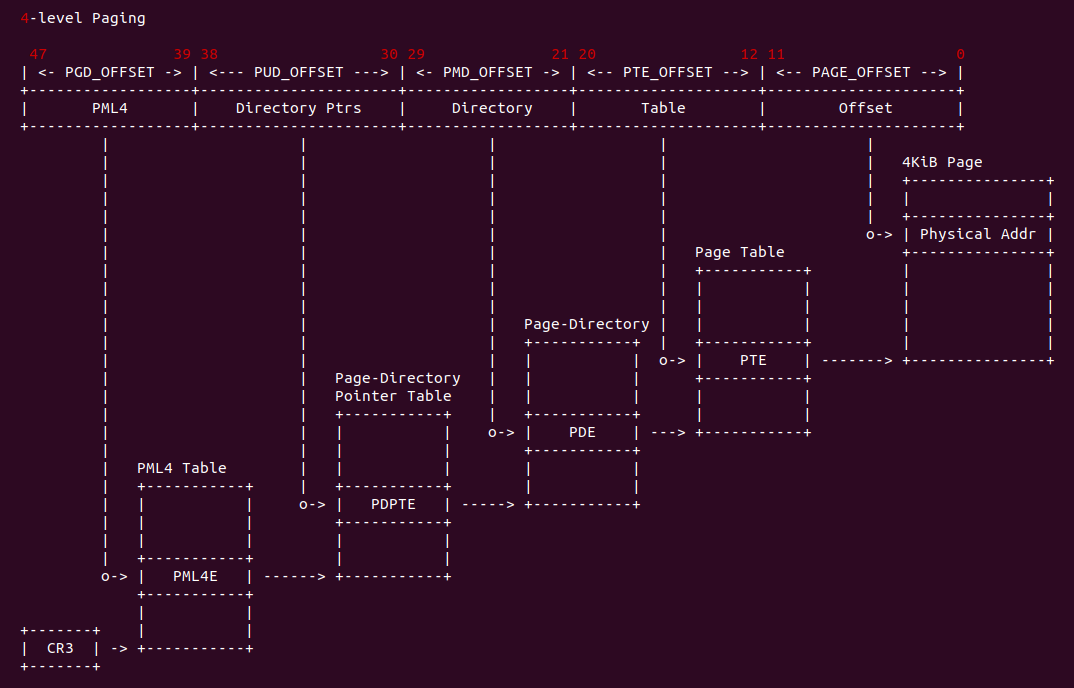 4-level Paging
47 39 38 30 29 21 20 12 11 0
| <- PGD_OFFSET -> | <--- PUD_OFFSET ---> | <- PMD_OFFSET -> | <-- PTE_OFFSET --> | <-- PAGE_OFFSET --> |
| PML4 | Directory Ptrs | Directory | Table | Offset |
4KiB Page
o-> | Physical Addr |
Page Table
Page-Directory
o-> | PTE | ------->
Page-Directory
Pointer Table
o-> | PDE | --->
PML4 Table
o-> | PDPTE | ----->
o-> | PML4E | ------>
| CR3 | ->